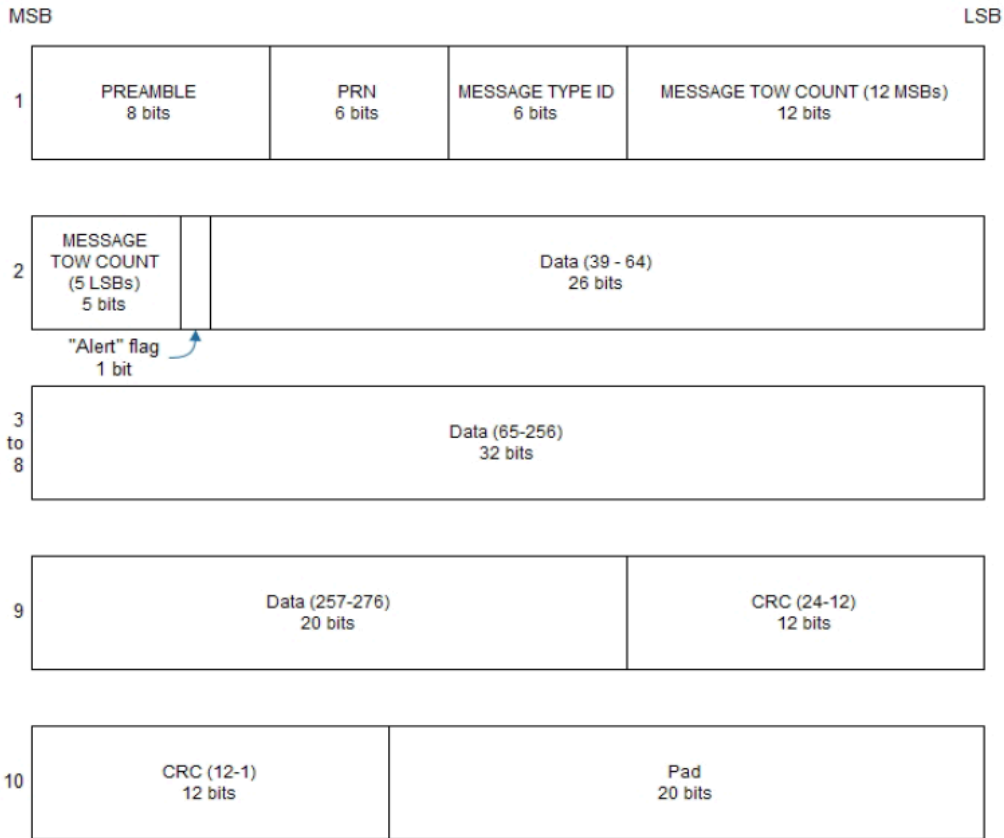 MSB
LSB
1
PREAMBLE
8 bits
PRN
6 bits
MESSAGE TYPE ID
6 bits
MESSAGE TOW COUNT (12 MSBs)
12 bits
2
MESSAGE
TOW COUNT
(5 LSBs)
5 bits
Data (39 - 64)
26 bits
"Alert" flag
1 bit
3
to
8
Data (65-256)
32 bits
9
Data (257-276)
20 bits
CRC (24-12)
12 bits
10
CRC (12-1)
12 bits
Pad
20 bits